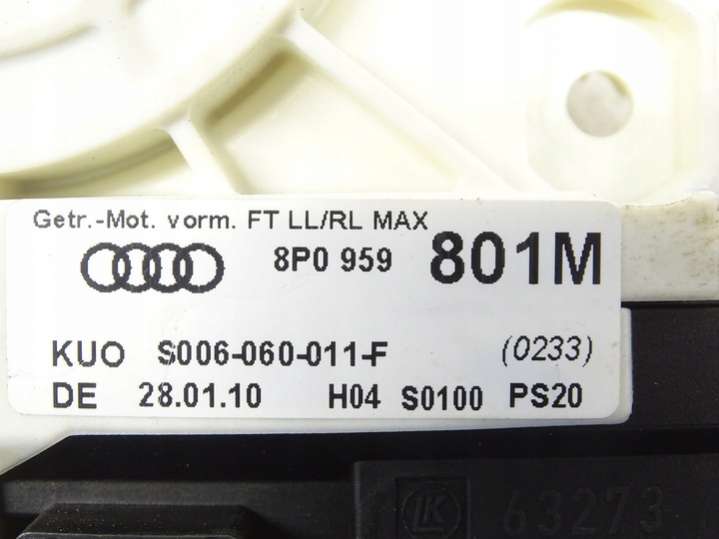 Getr.-Mot. vorm. FT LL/RL MAX
8P0 959 801M
KUO S006-060-011-F (0233)
DE 28.01.10 H04 S0100 PS20
LK 63273